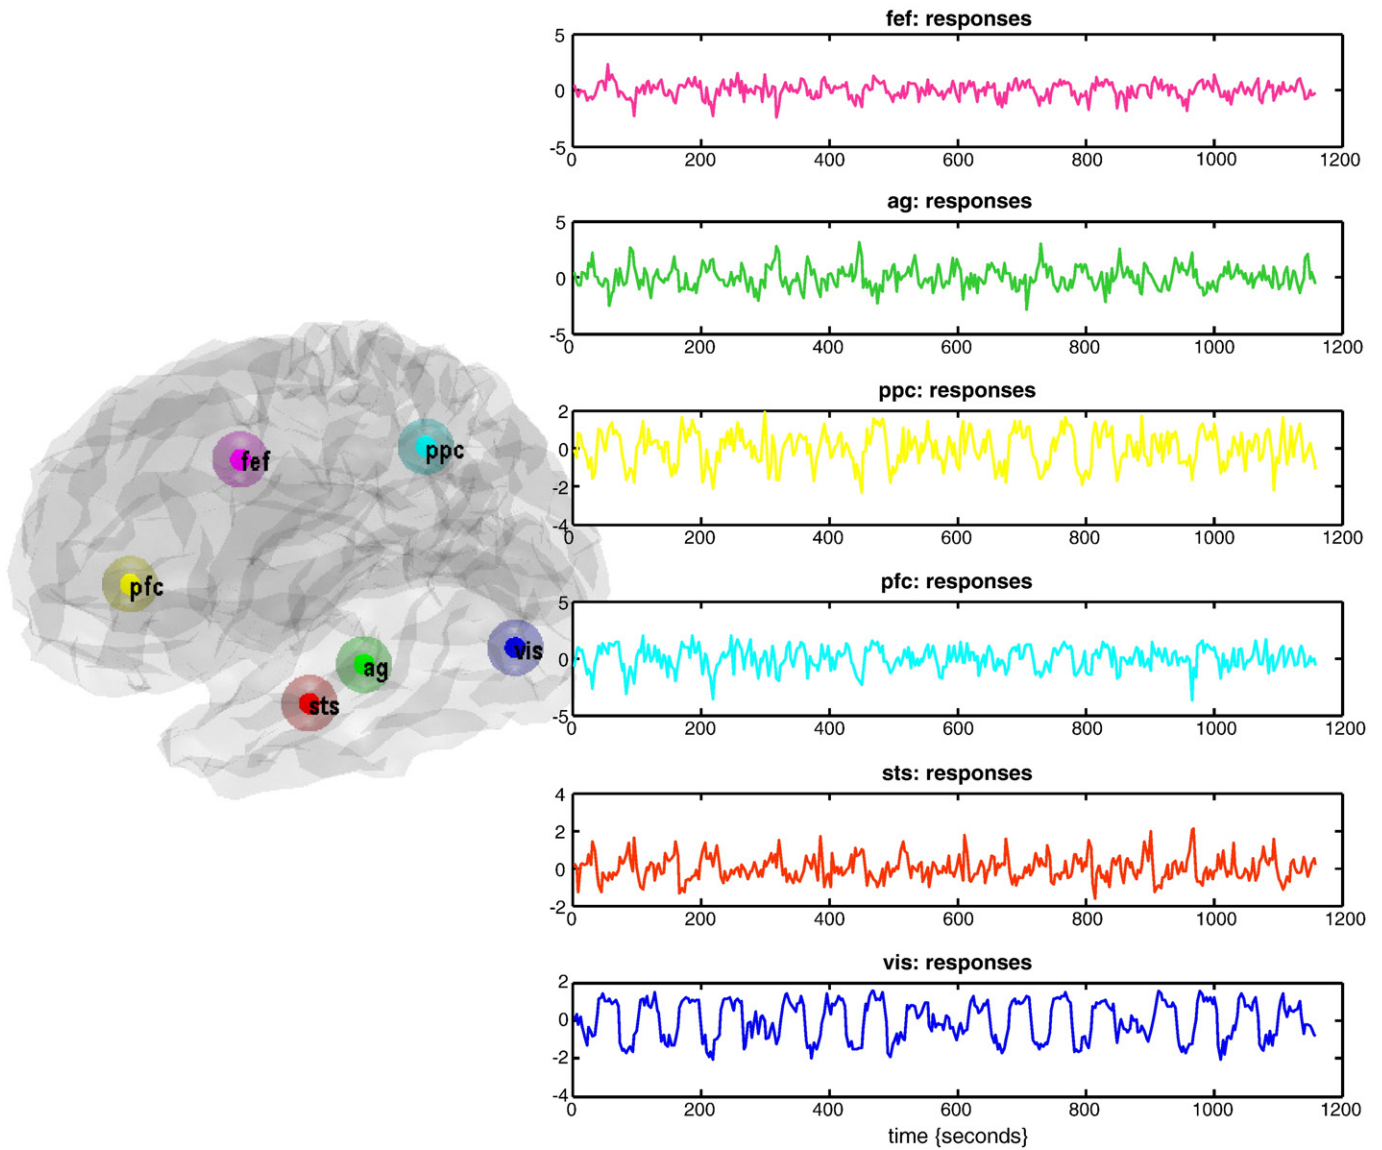 fef: responses
5
0
-5
0 200 400 600 800 1000 1200
ag: responses
5
0
-5
0 200 400 600 800 1000 1200
ppc: responses
2
0
-2
-4
0 200 400 600 800 1000 1200
pfc: responses
5
0
-5
0 200 400 600 800 1000 1200
sts: responses
4
2
0
-2
0 200 400 600 800 1000 1200
vis: responses
2
0
-2
-4
0 200 400 600 800 1000 1200
time {seconds}
fef
ppc
pfc
vis
ag
sts